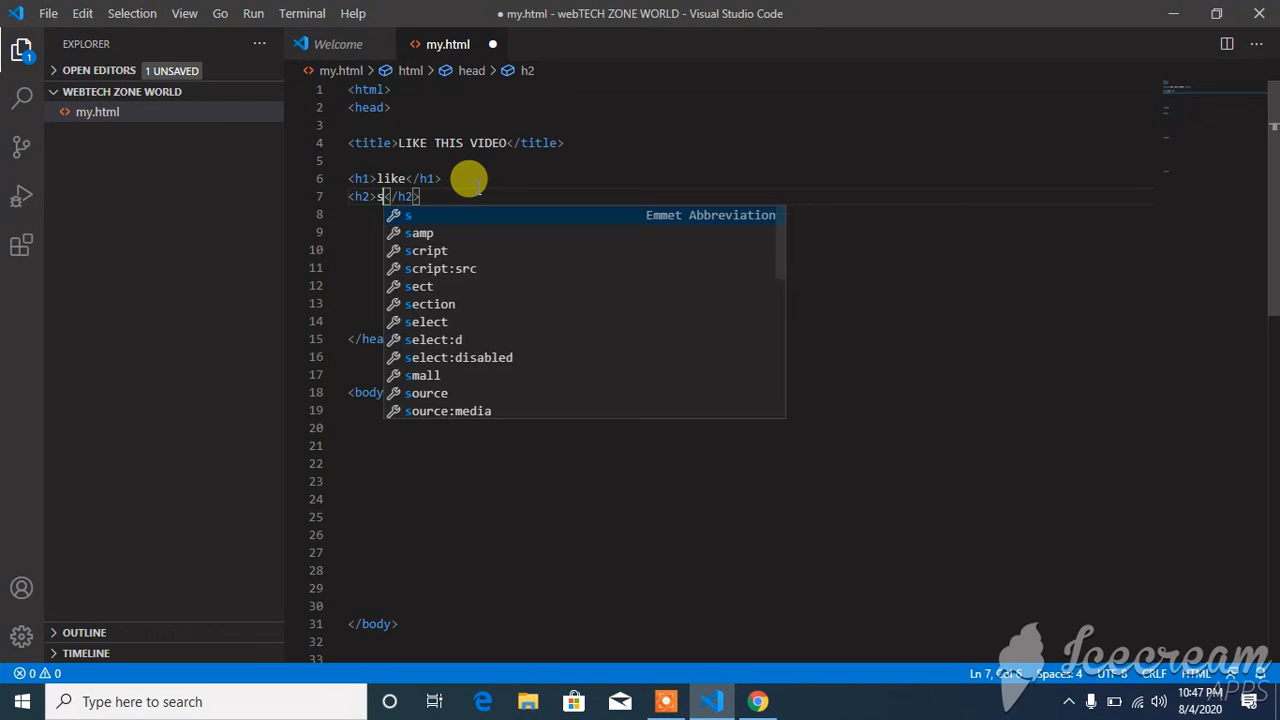 File Edit Selection View Go Run Terminal Help
● my.html - webTECH ZONE WORLD - Visual Studio Code
EXPLORER
1
OPEN EDITORS 1 UNSAVED
WEBTECH ZONE WORLD
my.html
OUTLINE
TIMELINE
Welcome my.html
my.html > html > head > h2
1 <html>
2 <head>
3
4 <title>LIKE THIS VIDEO</title>
5
6 <h1>like</h1>
7 <h2>s</h2>
8
9
10
11
12
13
14
15 </hea
16
17
18 <body
19
20
21
22
23
24
25
26
27
28
29
30
31 </body>
32
33
s Emmet Abbreviation
samp
script
script:src
sect
section
select
select:d
select:disabled
small
source
source:media
0 0
Ln 7, Col 6 Spaces: 4 UTF-8 CRLF HTML
Icecream
APPS
Type here to search
10:47 PM
8/4/2020